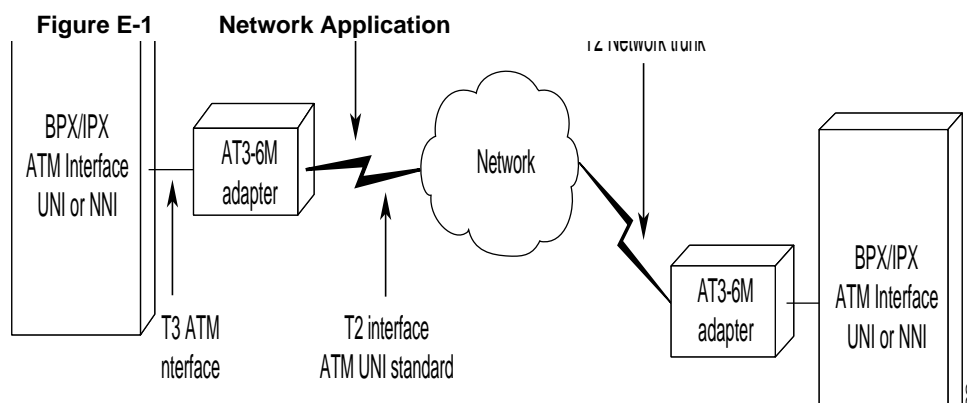 Figure E-1 Network Application
T2 Network trunk
BPX/IPX
ATM Interface
UNI or NNI
AT3-6M
adapter
Network
T3 ATM
nterface
T2 interface
ATM UNI standard
AT3-6M
adapter
BPX/IPX
ATM Interface
UNI or NNI